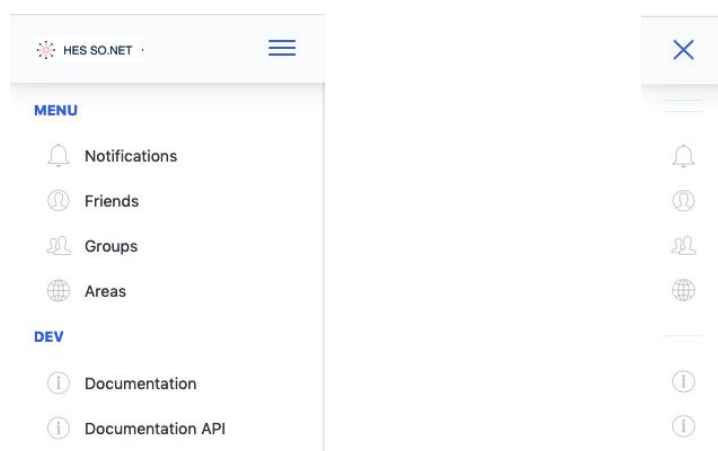 HES SO.NET
MENU
Notifications
Friends
Groups
Areas
DEV
Documentation
Documentation API